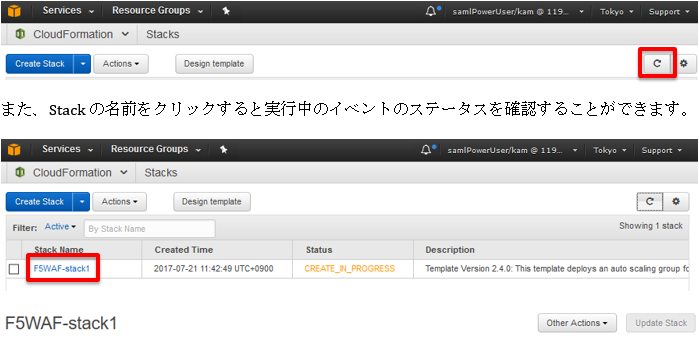 Services Resource Groups samlPowerUser/kam @ 119... Tokyo Support
CloudFormation Stacks
Create Stack Actions Design template
また、Stackの名前をクリックすると実行中のイベントのステータスを確認することができます。
Services Resource Groups samlPowerUser/kam @ 119... Tokyo Support
CloudFormation Stacks
Create Stack Actions Design template
Filter: Active By Stack Name Showing 1 stack
Stack Name Created Time Status Description
F5WAF-stack1 2017-07-21 11:42:49 UTC+0900 CREATE_IN_PROGRESS Template Version 2.4.0: This template deploys an auto scaling group fo
F5WAF-stack1 Other Actions Update Stack